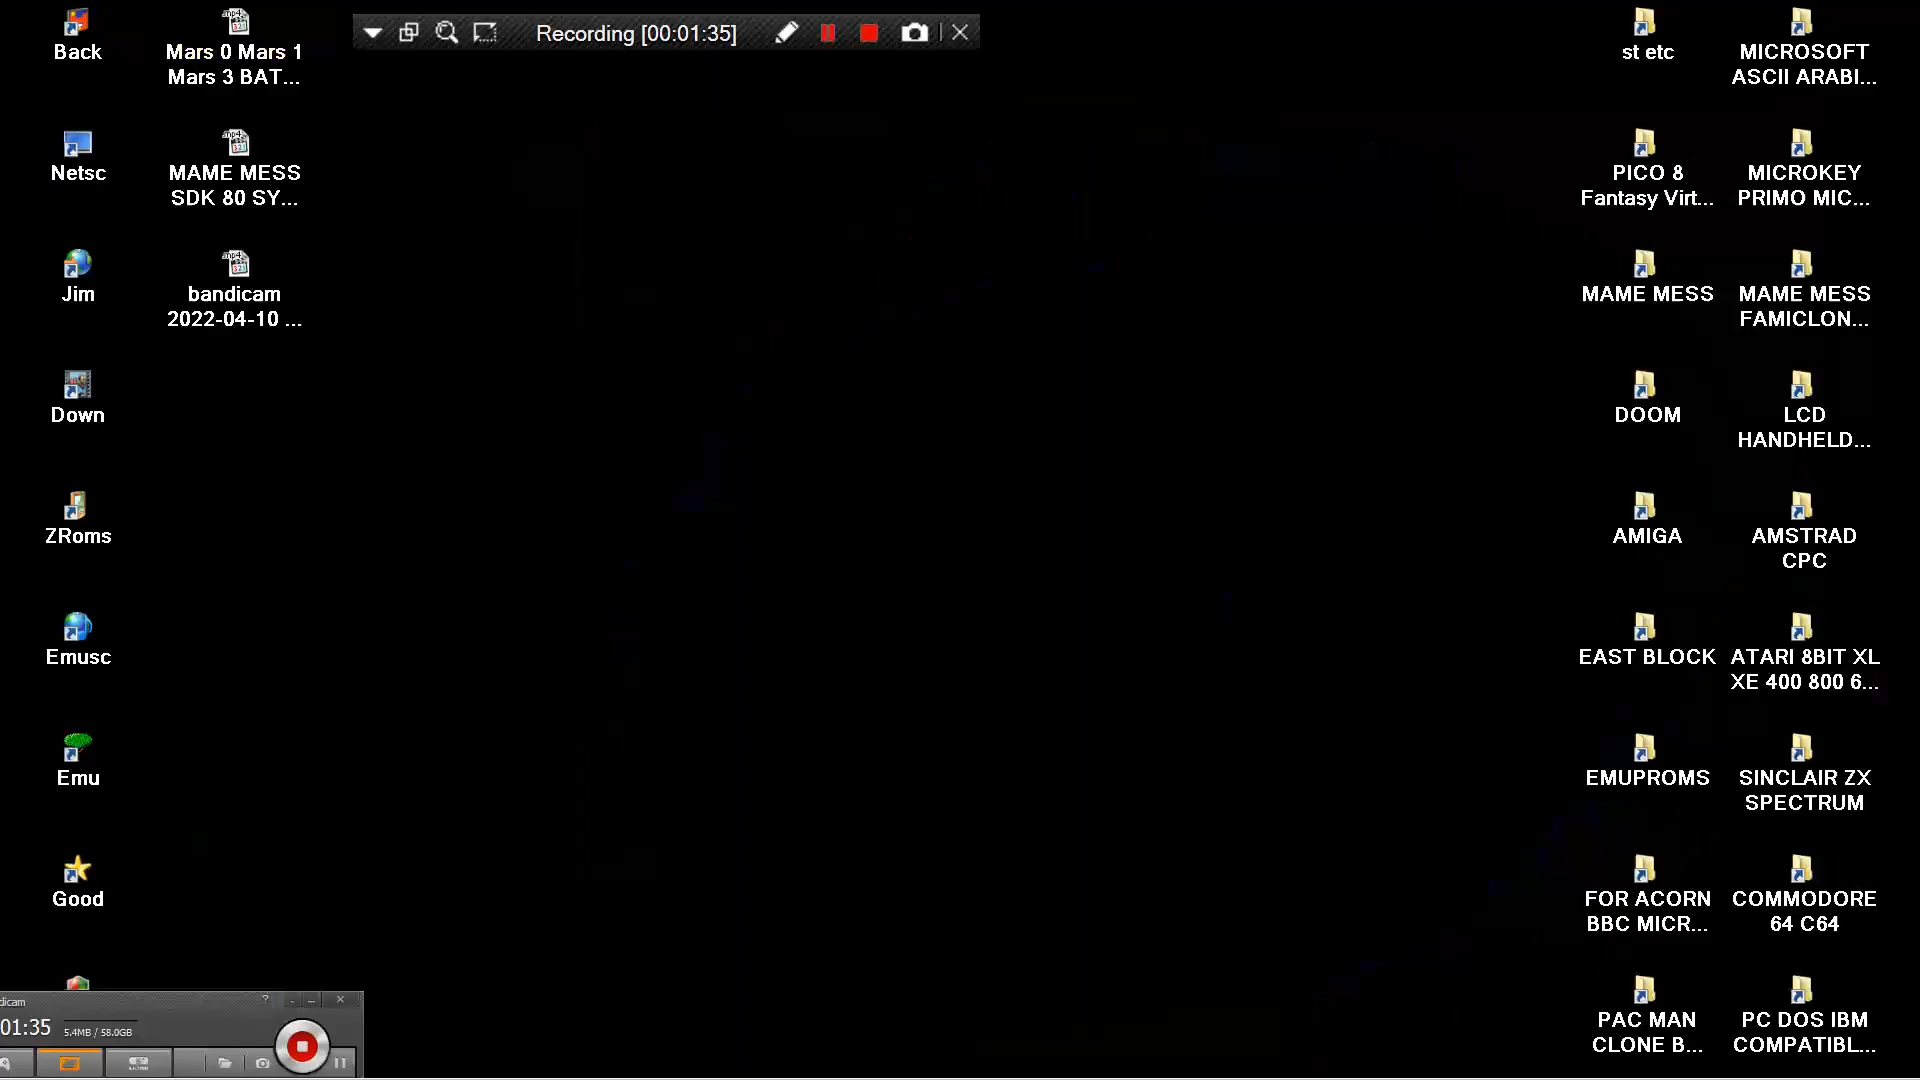 Recording [00:01:35]
Back
Mars 0 Mars 1
Mars 3 BAT...
st etc
MICROSOFT
ASCII ARABI...
Netsc
MAME MESS
SDK 80 SY...
PICO 8
Fantasy Virt...
MICROKEY
PRIMO MIC...
Jim
bandicam
2022-04-10 ...
MAME MESS
MAME MESS
FAMICLON...
Down
DOOM
LCD
HANDHELD...
ZRoms
AMIGA
AMSTRAD
CPC
Emusc
EAST BLOCK
ATARI 8BIT XL
XE 400 800 6...
Emu
EMUPROMS
SINCLAIR ZX
SPECTRUM
Good
FOR ACORN
BBC MICR...
COMMODORE
64 C64
PAC MAN
CLONE B...
PC DOS IBM
COMPATIBL...
dicam
01:35
5.4MB / 58.0GB